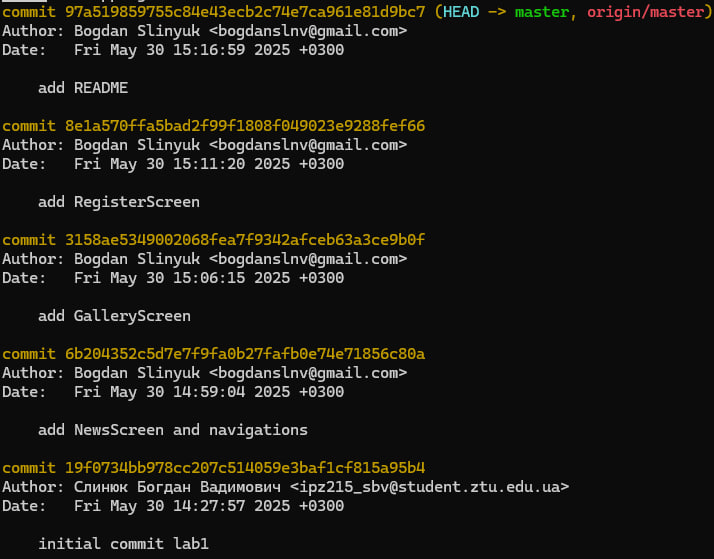 commit 97a519859755c84e43ecb2c74e7ca961e81d9bc7 (HEAD -> master, origin/master)
Author: Bogdan Slinyuk <bogdanslnv@gmail.com>
Date:   Fri May 30 15:16:59 2025 +0300
    add README
commit 8e1a570ffa5bad2f99f1808f049023e9288fef66
Author: Bogdan Slinyuk <bogdanslnv@gmail.com>
Date:   Fri May 30 15:11:20 2025 +0300
    add RegisterScreen
commit 3158ae5349002068fea7f9342afceb63a3ce9b0f
Author: Bogdan Slinyuk <bogdanslnv@gmail.com>
Date:   Fri May 30 15:06:15 2025 +0300
    add GalleryScreen
commit 6b204352c5d7e7f9fa0b27fafb0e74e71856c80a
Author: Bogdan Slinyuk <bogdanslnv@gmail.com>
Date:   Fri May 30 14:59:04 2025 +0300
    add NewsScreen and navigations
commit 19f0734bb978cc207c514059e3baf1cf815a95b4
Author: Слинюк Богдан Вадимович <ipz215_sbv@student.ztu.edu.ua>
Date:   Fri May 30 14:27:57 2025 +0300
    initial commit lab1